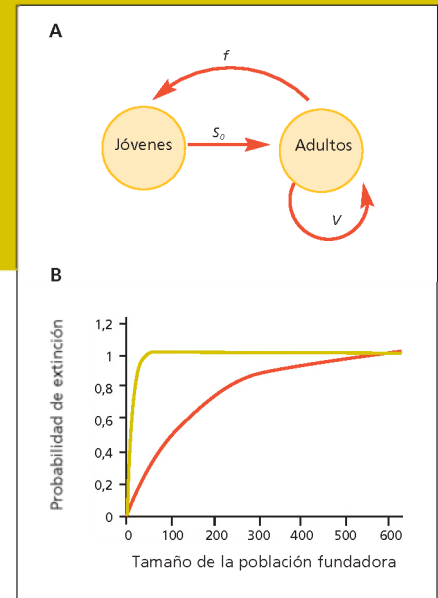 A
f
Jóvenes
S₀
Adultos
V
B
Probabilidad de extinción
1,2
1
0,8
0,6
0,4
0,2
0
0 100 200 300 400 500 600
Tamaño de la población fundadora